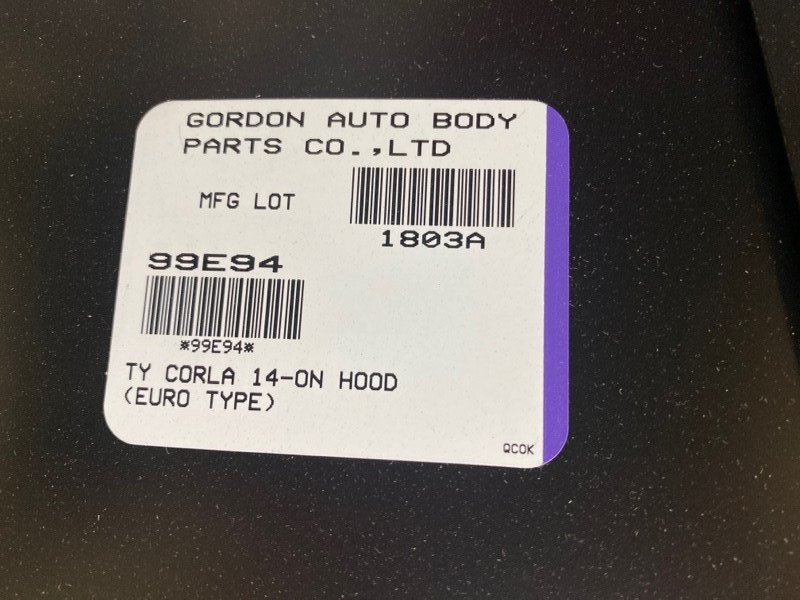 GORDON AUTO BODY
PARTS CO.,LTD
MFG LOT
1803A
99E94
*99E94*
TY CORLA 14-ON HOOD
(EURO TYPE)
QCOK